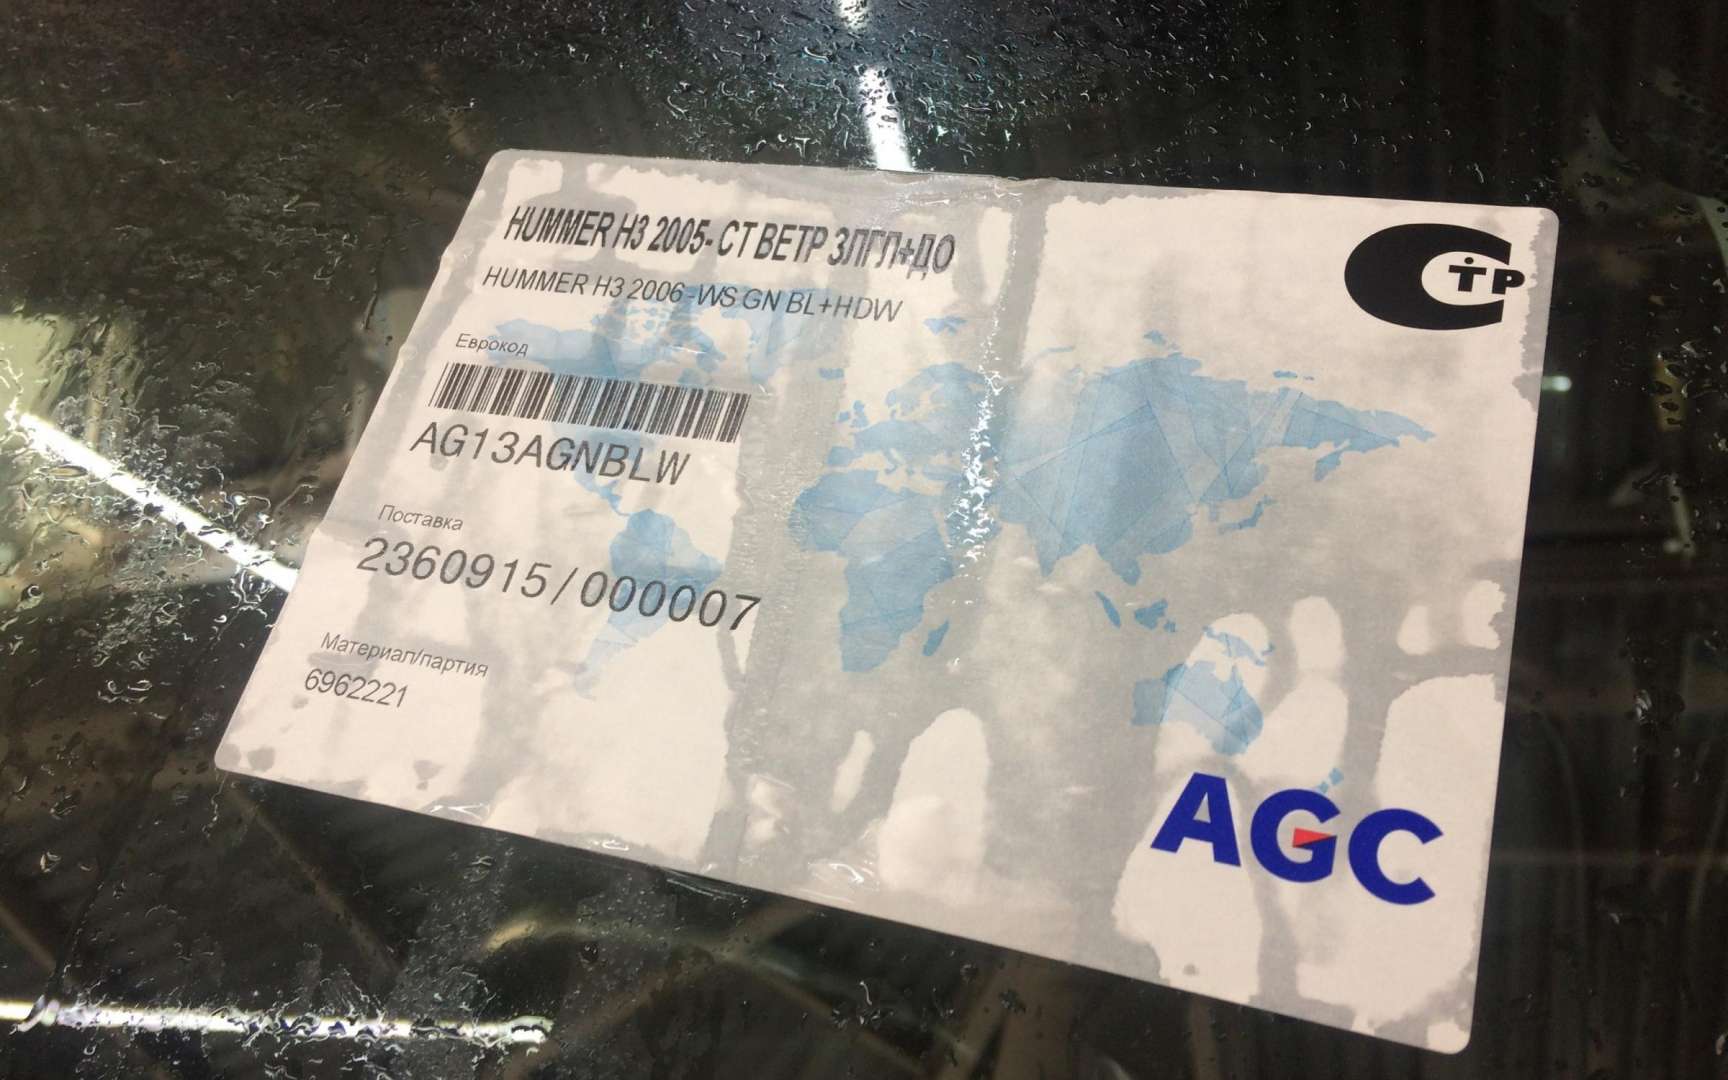 HUMMER H3 2005- СТ ВЕТР ЗЛГЛ+ДО
HUMMER H3 2006 -WS GN BL+HDW
Еврокод
AG13AGNBLW
Поставка
2360915/000007
Материал/партия
6962221
СТР
AGC